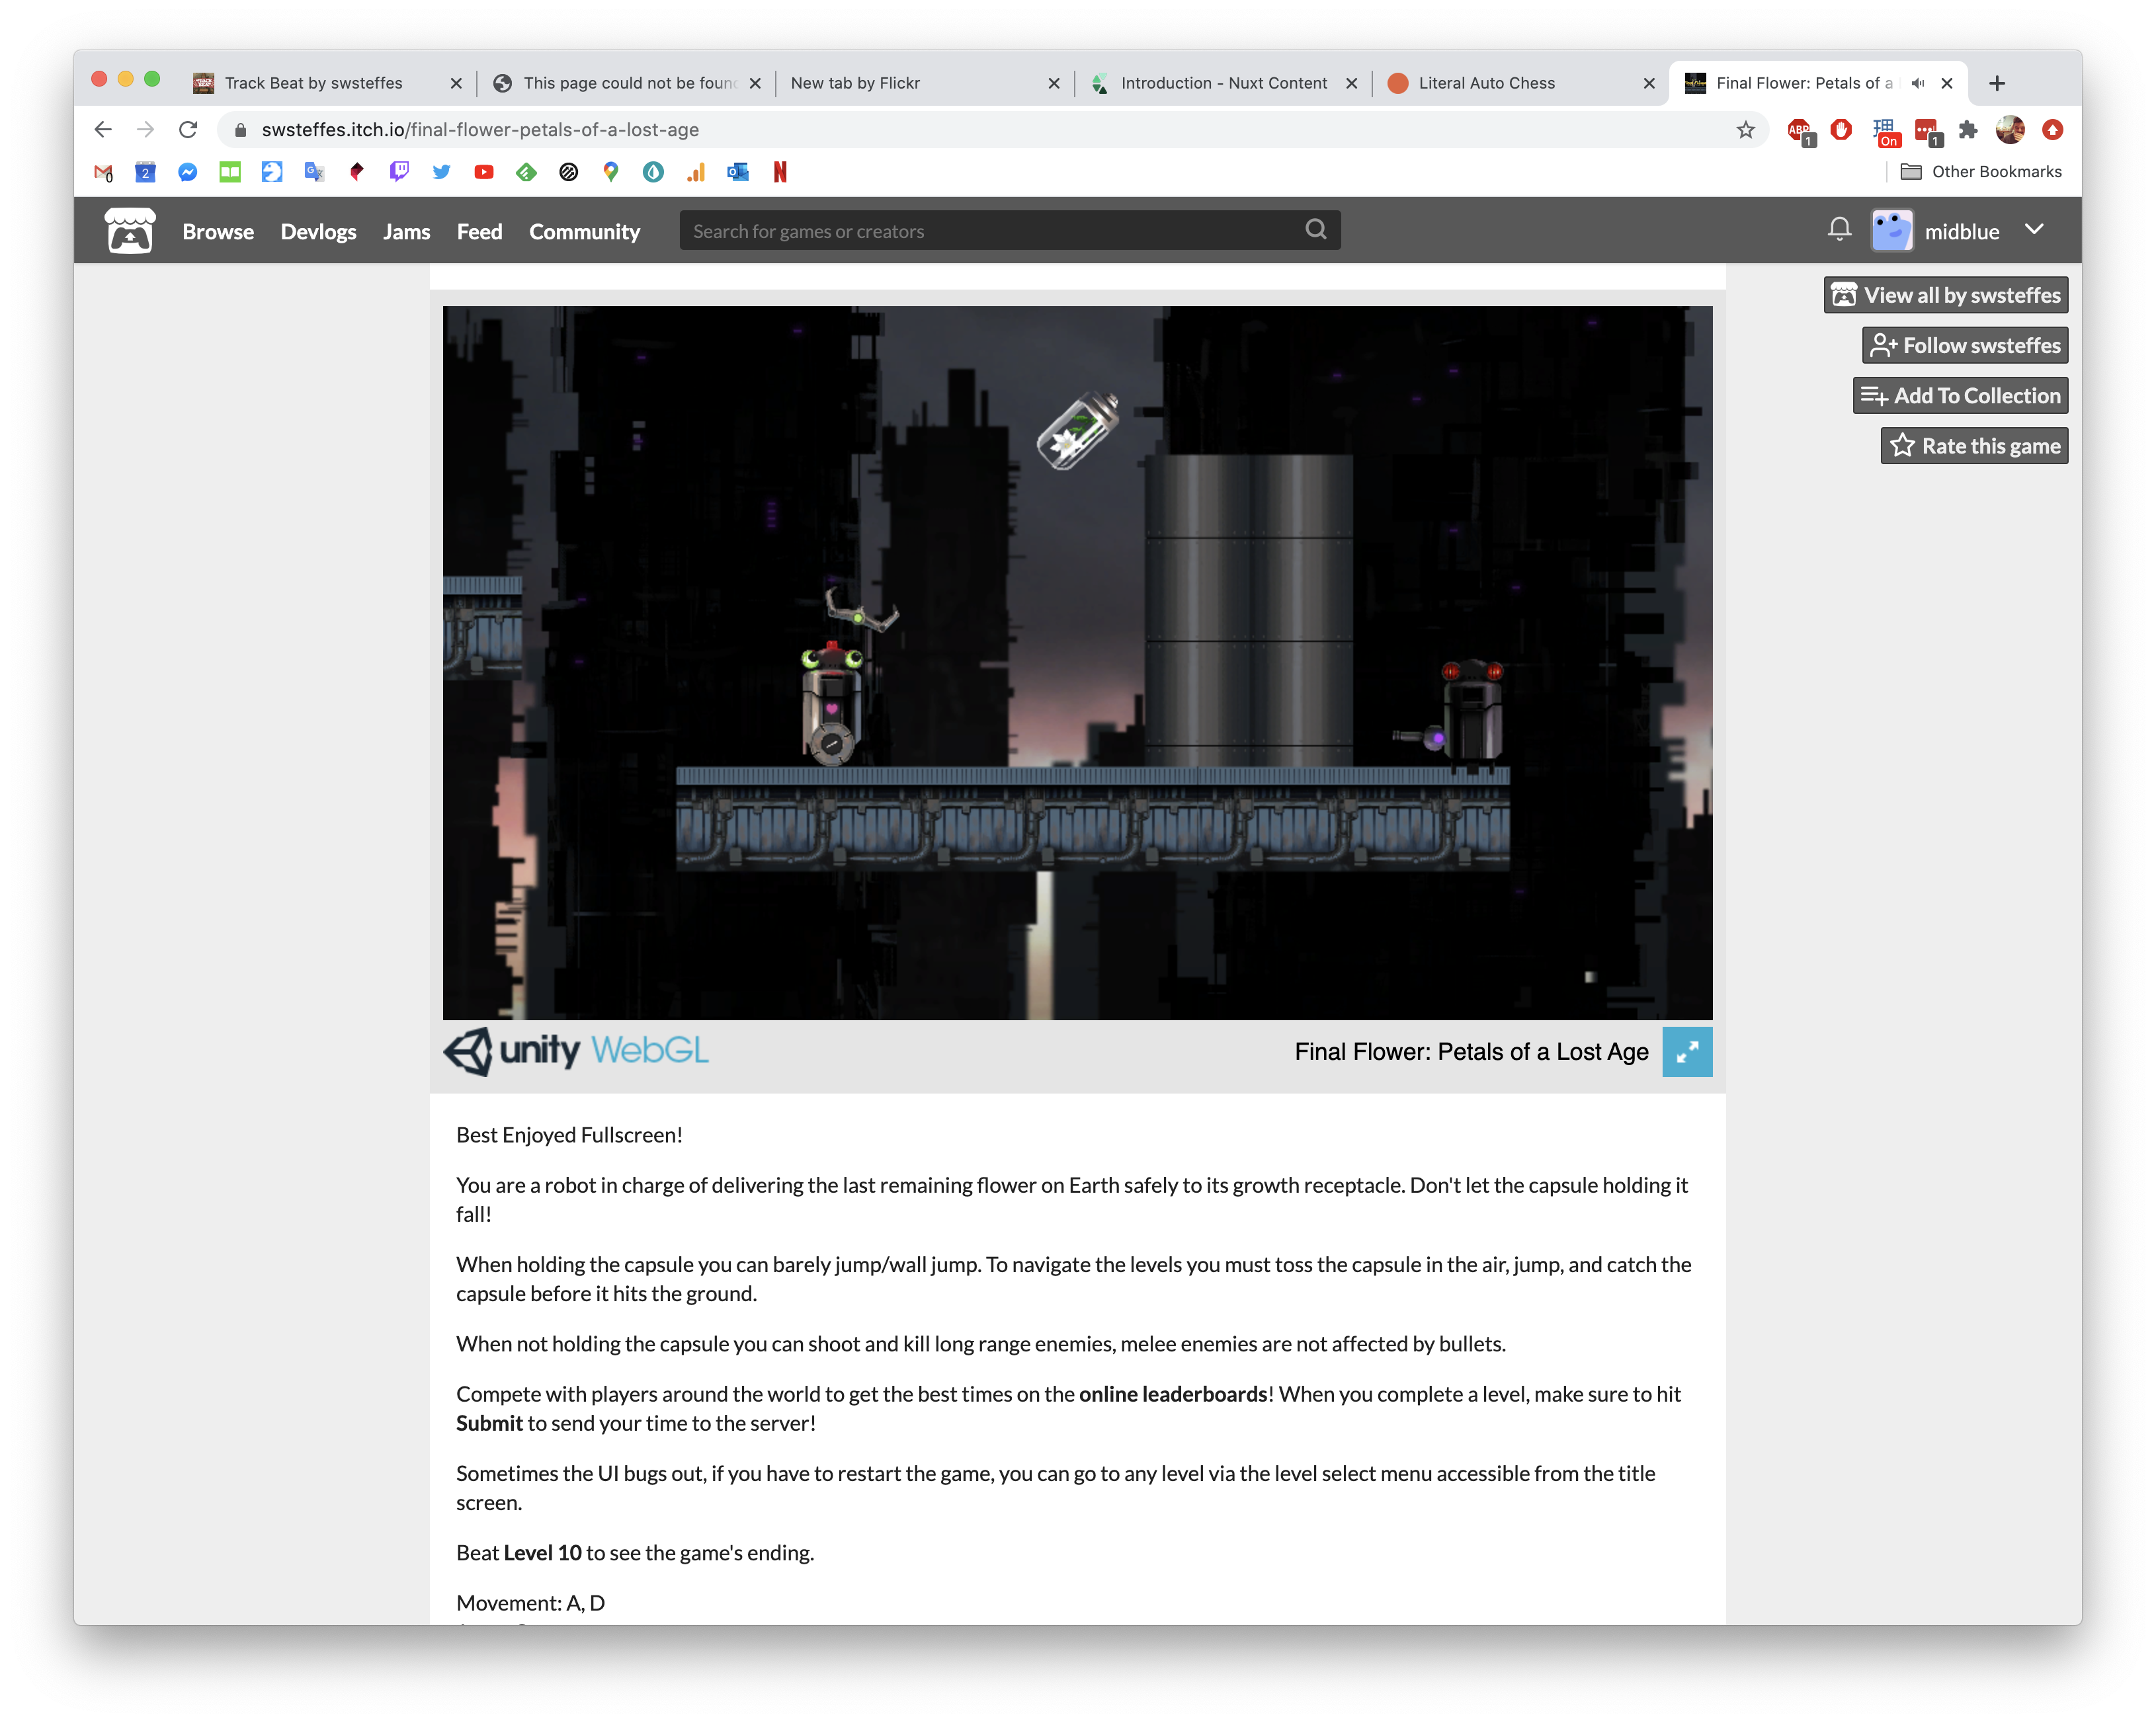 Track Beat by swsteffes
This page could not be foun
New tab by Flickr
Introduction - Nuxt Content
Literal Auto Chess
Final Flower: Petals of a
swsteffes.itch.io/final-flower-petals-of-a-lost-age
ABP
1
On
1
0
2
G
N
Other Bookmarks
Browse
Devlogs
Jams
Feed
Community
Search for games or creators
midblue
View all by swsteffes
Follow swsteffes
Add To Collection
Rate this game
unity WebGL
Final Flower: Petals of a Lost Age
Best Enjoyed Fullscreen!
You are a robot in charge of delivering the last remaining flower on Earth safely to its growth receptacle. Don't let the capsule holding it
fall!
When holding the capsule you can barely jump/wall jump. To navigate the levels you must toss the capsule in the air, jump, and catch the
capsule before it hits the ground.
When not holding the capsule you can shoot and kill long range enemies, melee enemies are not affected by bullets.
Compete with players around the world to get the best times on the online leaderboards! When you complete a level, make sure to hit
Submit to send your time to the server!
Sometimes the UI bugs out, if you have to restart the game, you can go to any level via the level select menu accessible from the title
screen.
Beat Level 10 to see the game's ending.
Movement: A, D